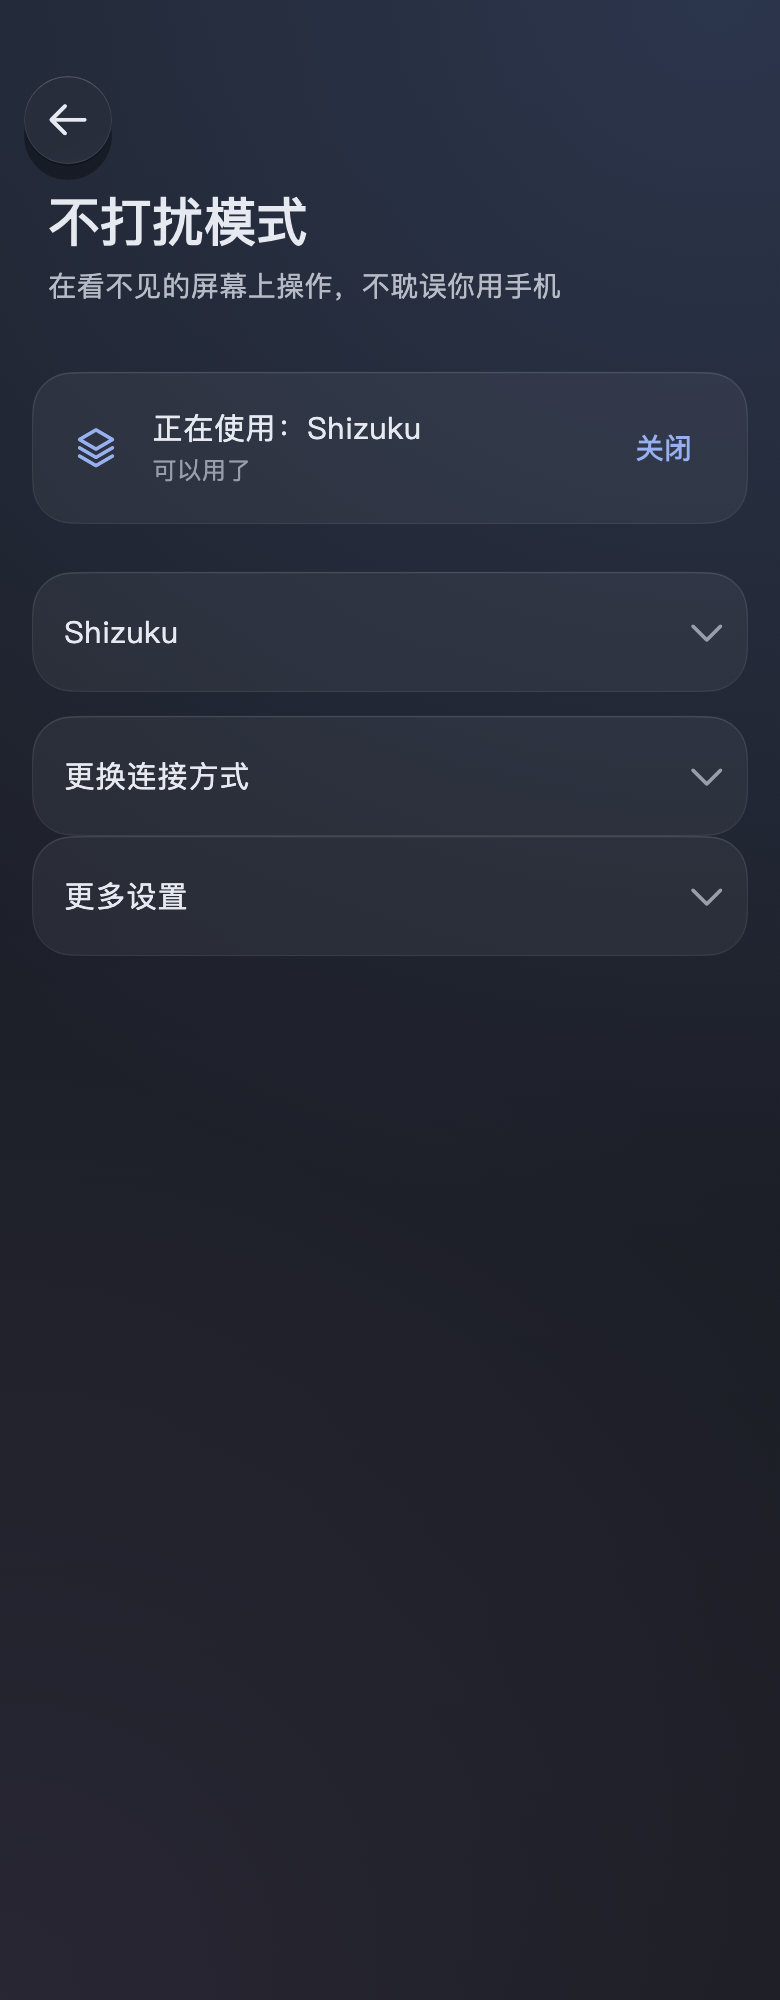 不打扰模式
在看不见的屏幕上操作，不耽误你用手机
正在使用：Shizuku
可以用了
关闭
Shizuku
更换连接方式
更多设置